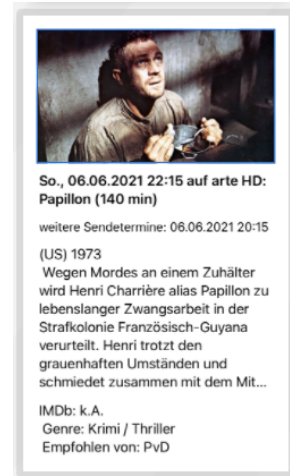 So., 06.06.2021 22:15 auf arte HD:
Papillon (140 min)
weitere Sendetermine: 06.06.2021 20:15
(US) 1973
Wegen Mordes an einem Zuhälter
wird Henri Charrière alias Papillon zu
lebenslanger Zwangsarbeit in der
Strafkolonie Französisch-Guyana
verurteilt. Henri trotzt den
grauenhaften Umständen und
schmiedet zusammen mit dem Mit...
IMDb: k.A.
Genre: Krimi / Thriller
Empfohlen von: PvD